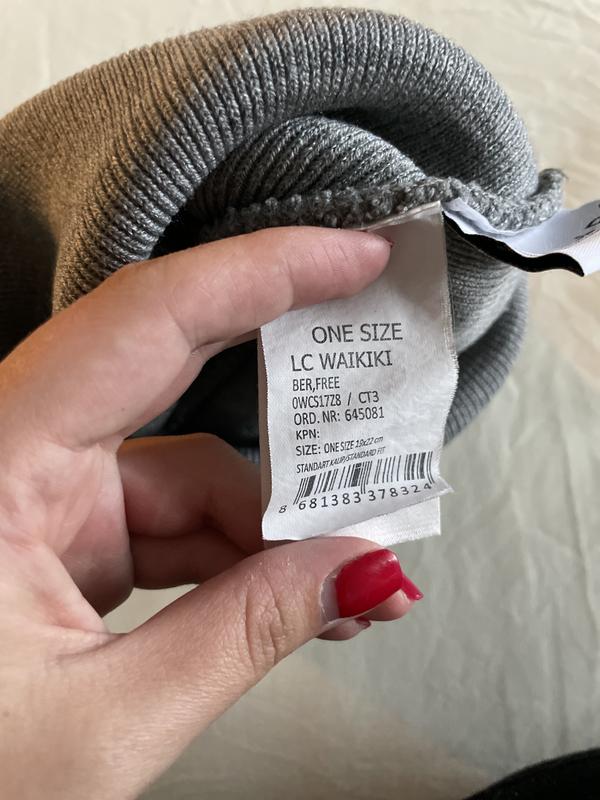 ONE SIZE
LC WAIKIKI
BER,FREE
0WCS17Z8 / CT3
ORD. NR: 645081
KPN:
SIZE: ONE SIZE 19x22 cm
STANDART KALIP/STANDARD FIT
8 681383 378324